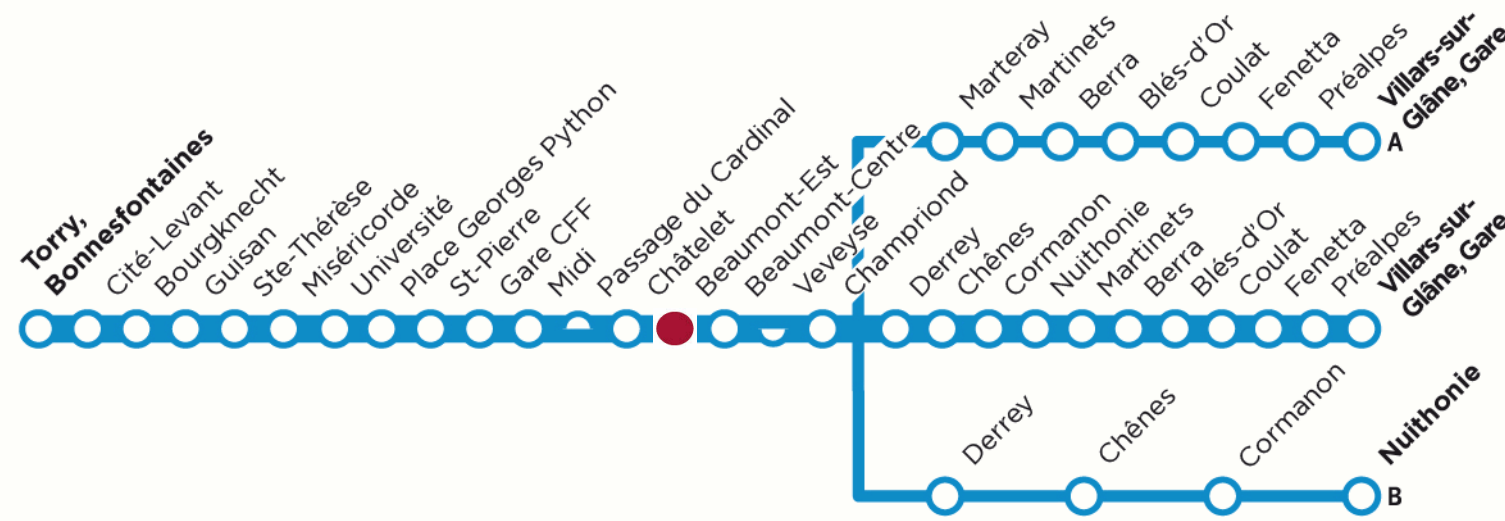 Marteray
Martinets
Berra
Blés-d'Or
Coulat
Fenetta
Préalpes
Villars-sur-
Glâne, Gare
A
Torry,
Bonnesfontaines
Cité-Levant
Bourgknecht
Guisan
Ste-Thérèse
Miséricorde
Université
Place Georges Python
St-Pierre
Gare CFF
Midi
Passage du Cardinal
Châtelet
Beaumont-Est
Beaumont-Centre
Veveyse
Champriond
Derrey
Chênes
Cormanon
Nuithonie
Martinets
Berra
Blés-d'Or
Coulat
Fenetta
Préalpes
Villars-sur-
Glâne, Gare
Derrey
Chênes
Cormanon
Nuithonie
B